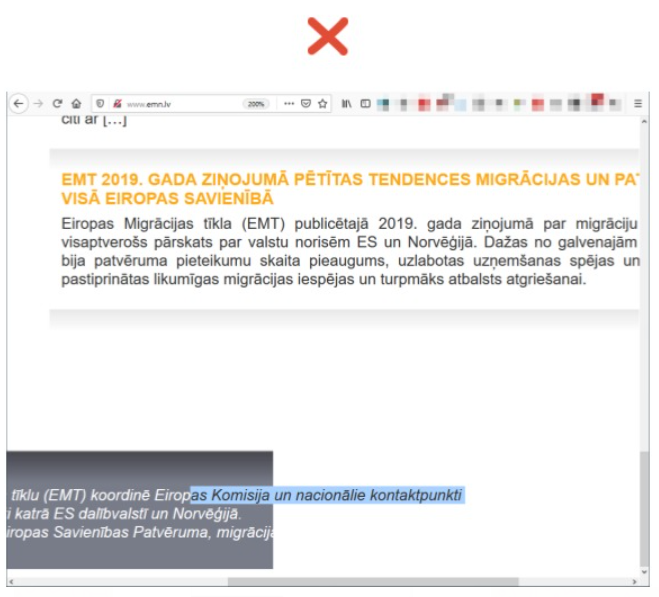 www.emn.lv
200%
citi ar [...]
EMT 2019. GADA ZIŅOJUMĀ PĒTĪTAS TENDENCES MIGRĀCIJAS UN PA
VISĀ EIROPAS SAVIENĪBĀ
Eiropas Migrācijas tīkla (EMT) publicētajā 2019. gada ziņojumā par migrāciju
visaptverošs pārskats par valstu norisēm ES un Norvēģijā. Dažas no galvenajām
bija patvēruma pieteikumu skaita pieaugums, uzlabotas uzņemšanas spējas un
pastiprinātas likumīgas migrācijas iespējas un turpmāks atbalsts atgriešanai.
tīklu (EMT) koordinē Eiropas Komisija un nacionālie kontaktpunkti
i katrā ES dalībvalstī un Norvēģijā.
iropas Savienības Patvēruma, migrācij